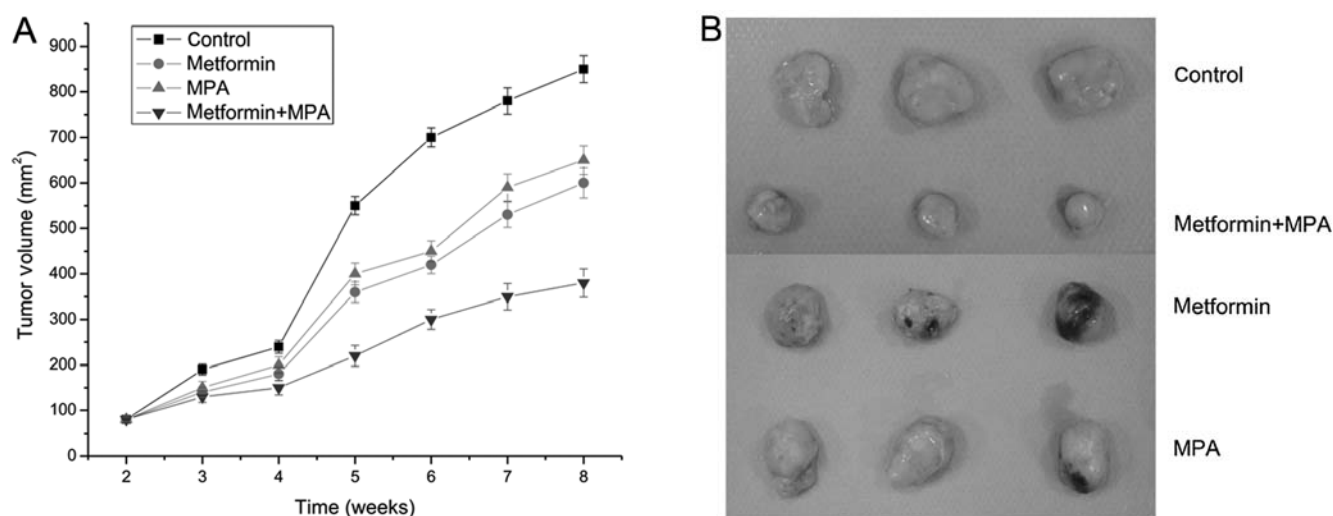 A
Control
Metformin
MPA
Metformin+MPA
900
800
700
600
500
400
300
200
100
0
Tumor volume (mm²)
2 3 4 5 6 7 8
Time (weeks)
B
Control
Metformin+MPA
Metformin
MPA